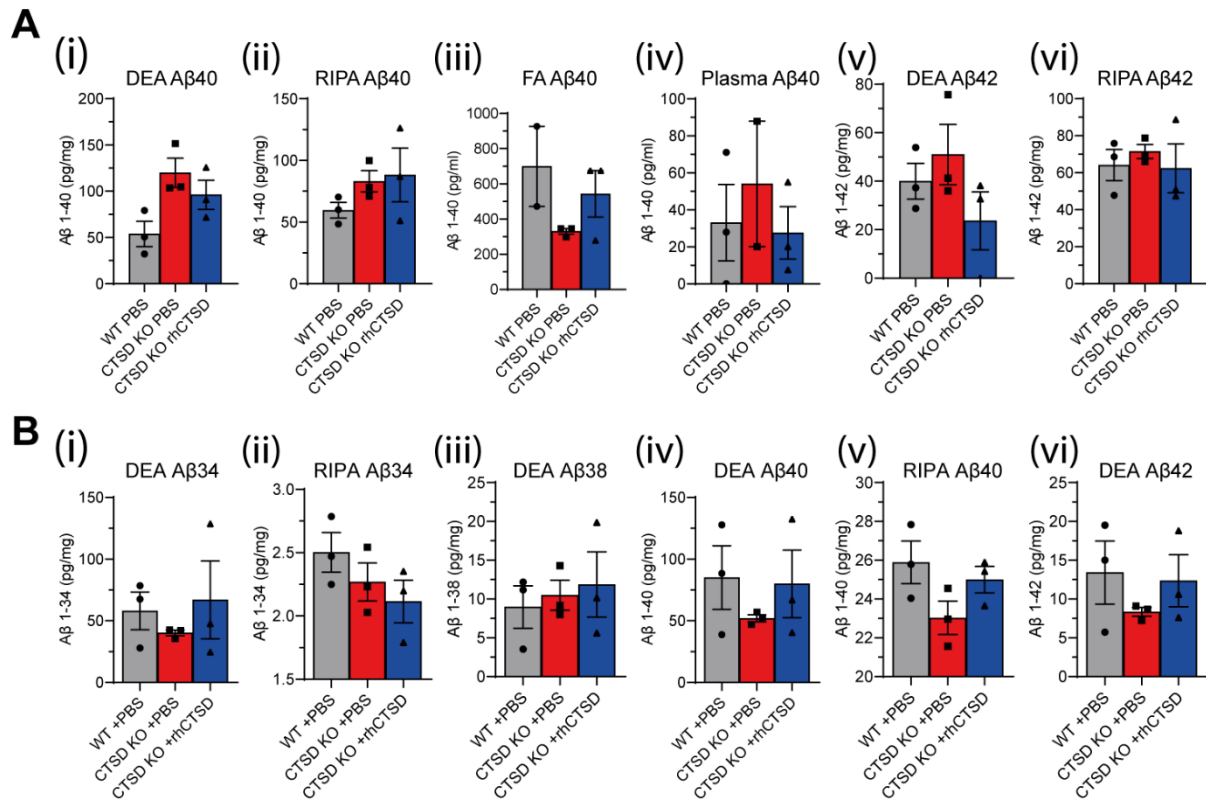 A
(i)
DEA Aβ40
Aβ 1-40 (pg/mg)
200
150
100
50
0
WT PBS
CTSD KO PBS
CTSD KO rhCTSD
(ii)
RIPA Aβ40
Aβ 1-40 (pg/mg)
150
100
50
0
WT PBS
CTSD KO PBS
CTSD KO rhCTSD
(iii)
FA Aβ40
Aβ 1-40 (pg/ml)
1000
800
600
400
200
0
WT PBS
CTSD KO PBS
CTSD KO rhCTSD
(iv)
Plasma Aβ40
Aβ 1-40 (pg/mg)
100
80
60
40
20
0
WT PBS
CTSD KO PBS
CTSD KO rhCTSD
(v)
DEA Aβ42
Aβ 1-42 (pg/mg)
80
60
40
20
0
WT PBS
CTSD KO PBS
CTSD KO rhCTSD
(vi)
RIPA Aβ42
Aβ 1-42 (pg/mg)
100
80
60
40
20
0
WT PBS
CTSD KO PBS
CTSD KO rhCTSD
B
(i)
DEA Aβ34
Aβ 1-34 (pg/mg)
150
100
50
0
WT +PBS
CTSD KO +PBS
CTSD KO +rhCTSD
(ii)
RIPA Aβ34
Aβ 1-34 (pg/mg)
3.0
2.5
2.0
1.5
WT +PBS
CTSD KO +PBS
CTSD KO +rhCTSD
(iii)
DEA Aβ38
Aβ 1-38 (pg/mg)
25
20
15
10
5
0
WT +PBS
CTSD KO +PBS
CTSD KO +rhCTSD
(iv)
DEA Aβ40
Aβ 1-40 (pg/mg)
150
100
50
0
WT +PBS
CTSD KO +PBS
CTSD KO +rhCTSD
(v)
RIPA Aβ40
Aβ 1-40 (pg/mg)
30
28
26
24
22
20
WT +PBS
CTSD KO +PBS
CTSD KO +rhCTSD
(vi)
DEA Aβ42
Aβ 1-42 (pg/mg)
25
20
15
10
5
0
WT +PBS
CTSD KO +PBS
CTSD KO +rhCTSD